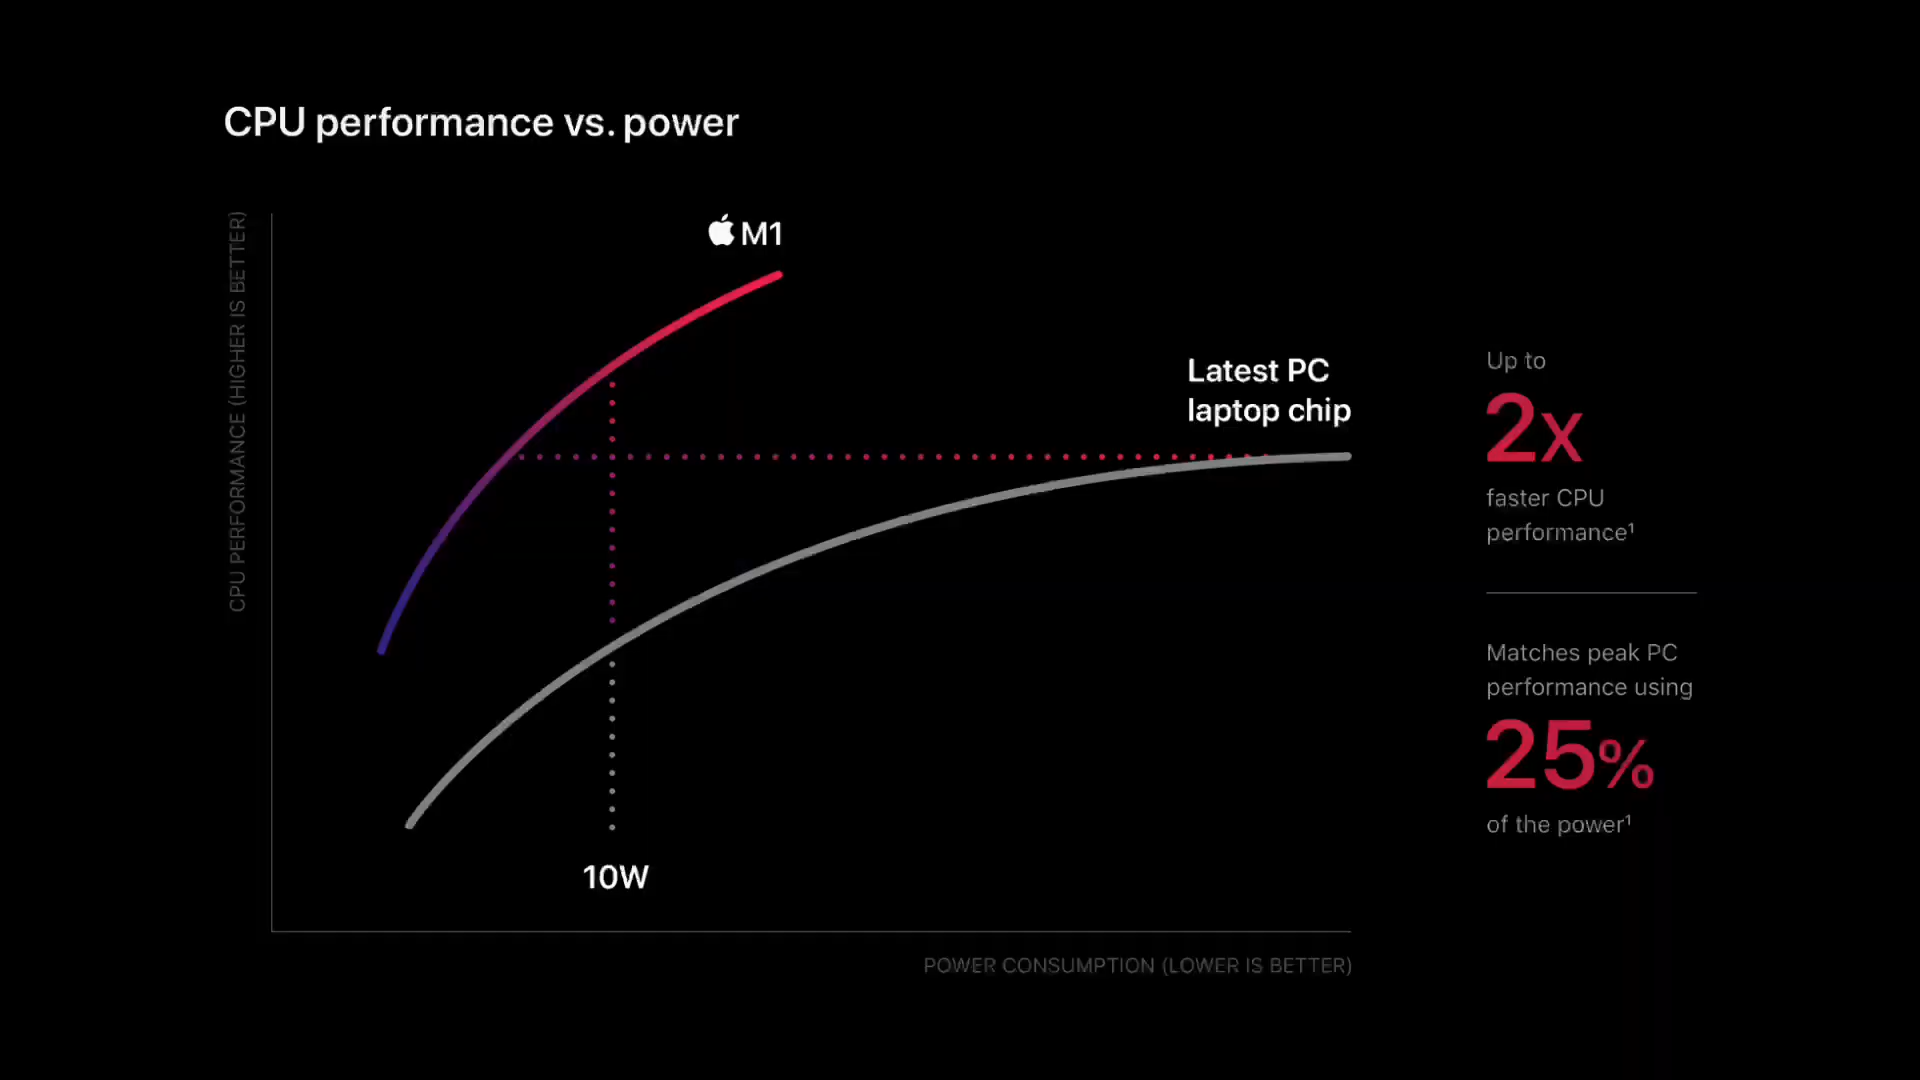 CPU performance vs. power
CPU PERFORMANCE (HIGHER IS BETTER)
M1
Latest PC
laptop chip
10W
POWER CONSUMPTION (LOWER IS BETTER)
Up to
2x
faster CPU
performance¹
Matches peak PC
performance using
25%
of the power¹